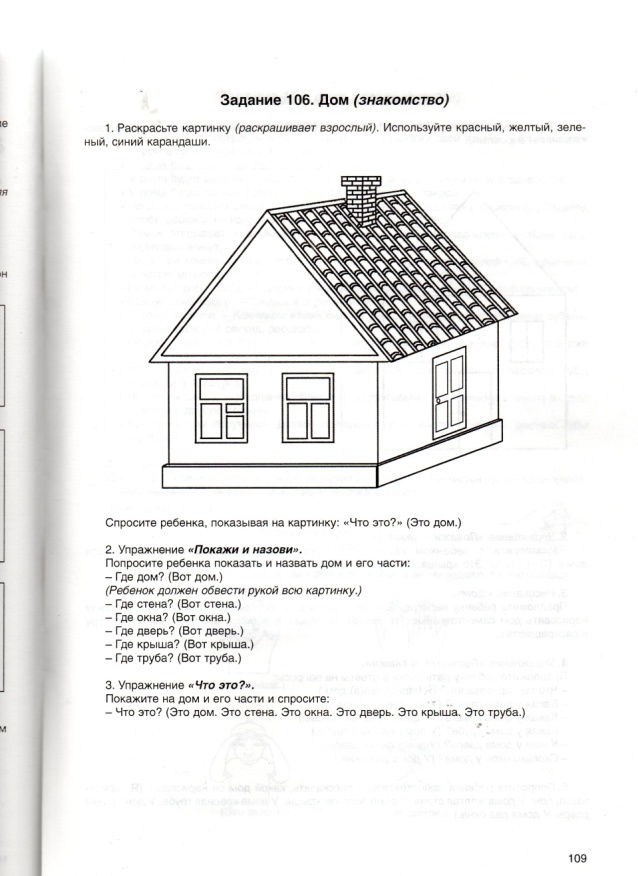 Задание 106. Дом (знакомство)
1. Раскрасьте картинку (раскрашивает взрослый). Используйте красный, желтый, зеле-
ный, синий карандаши.
Спросите ребенка, показывая на картинку: «Что это?» (Это дом.)
2. Упражнение «Покажи и назови».
Попросите ребенка показать и назвать дом и его части:
– Где дом? (Вот дом.)
(Ребенок должен обвести рукой всю картинку.)
– Где стена? (Вот стена.)
– Где окна? (Вот окна.)
– Где дверь? (Вот дверь.)
– Где крыша? (Вот крыша.)
– Где труба? (Вот труба.)
3. Упражнение «Что это?».
Покажите на дом и его части и спросите:
– Что это? (Это дом. Это стена. Это окна. Это дверь. Это крыша. Это труба.)
109